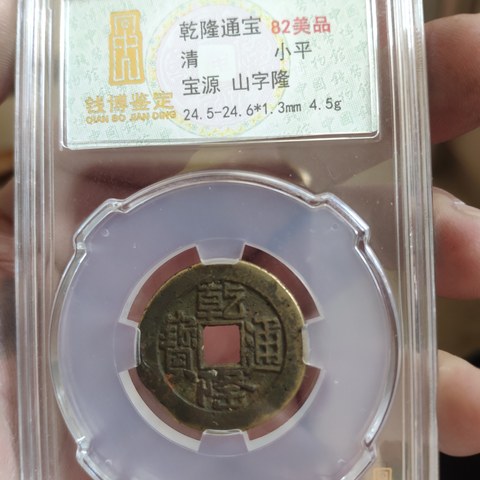 乾隆通宝 82美品
清 小平
宝源 山字隆
24.5-24.6*1.3mm 4.5g
钱博鉴定
QIAN BO JIAN DING
乾隆通寶